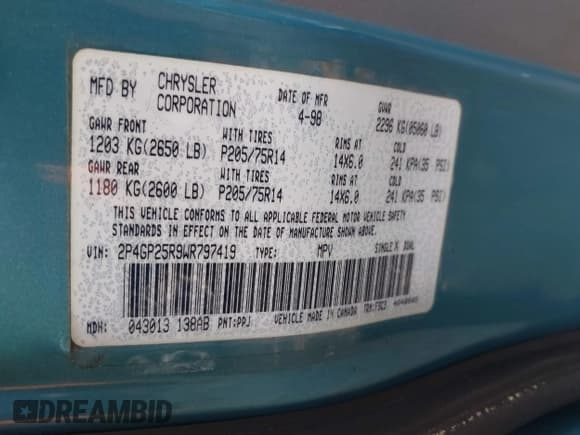 MFD BY CHRYSLER CORPORATION DATE OF MFR 4-98 GVWR 2296 KG(05060 LB)
GAWR FRONT WITH TIRES RIMS AT COLD
1203 KG(2650 LB) P205/75R14 14X6.0 241 KPA(35 PSI)
GAWR REAR WITH TIRES RIMS AT COLD
1180 KG(2600 LB) P205/75R14 14X6.0 241 KPA(35 PSI)
THIS VEHICLE CONFORMS TO ALL APPLICABLE FEDERAL MOTOR VEHICLE SAFETY
STANDARDS IN EFFECT ON THE DATE OF MANUFACTURE SHOWN ABOVE.
VIN: 2P4GP25R9WR797419 TYPE: MPV SINGLE X DUAL
MDH: 043013 138AB PNT:PPJ VEHICLE MADE IN CANADA
DREAMBID